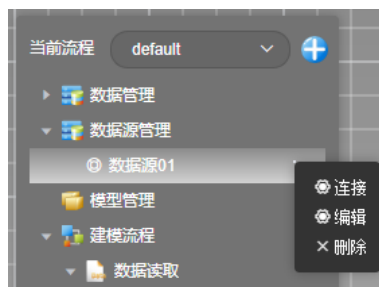 当前流程 default
数据管理
数据源管理
数据源01
连接
模型管理
编辑
建模流程
删除
数据读取